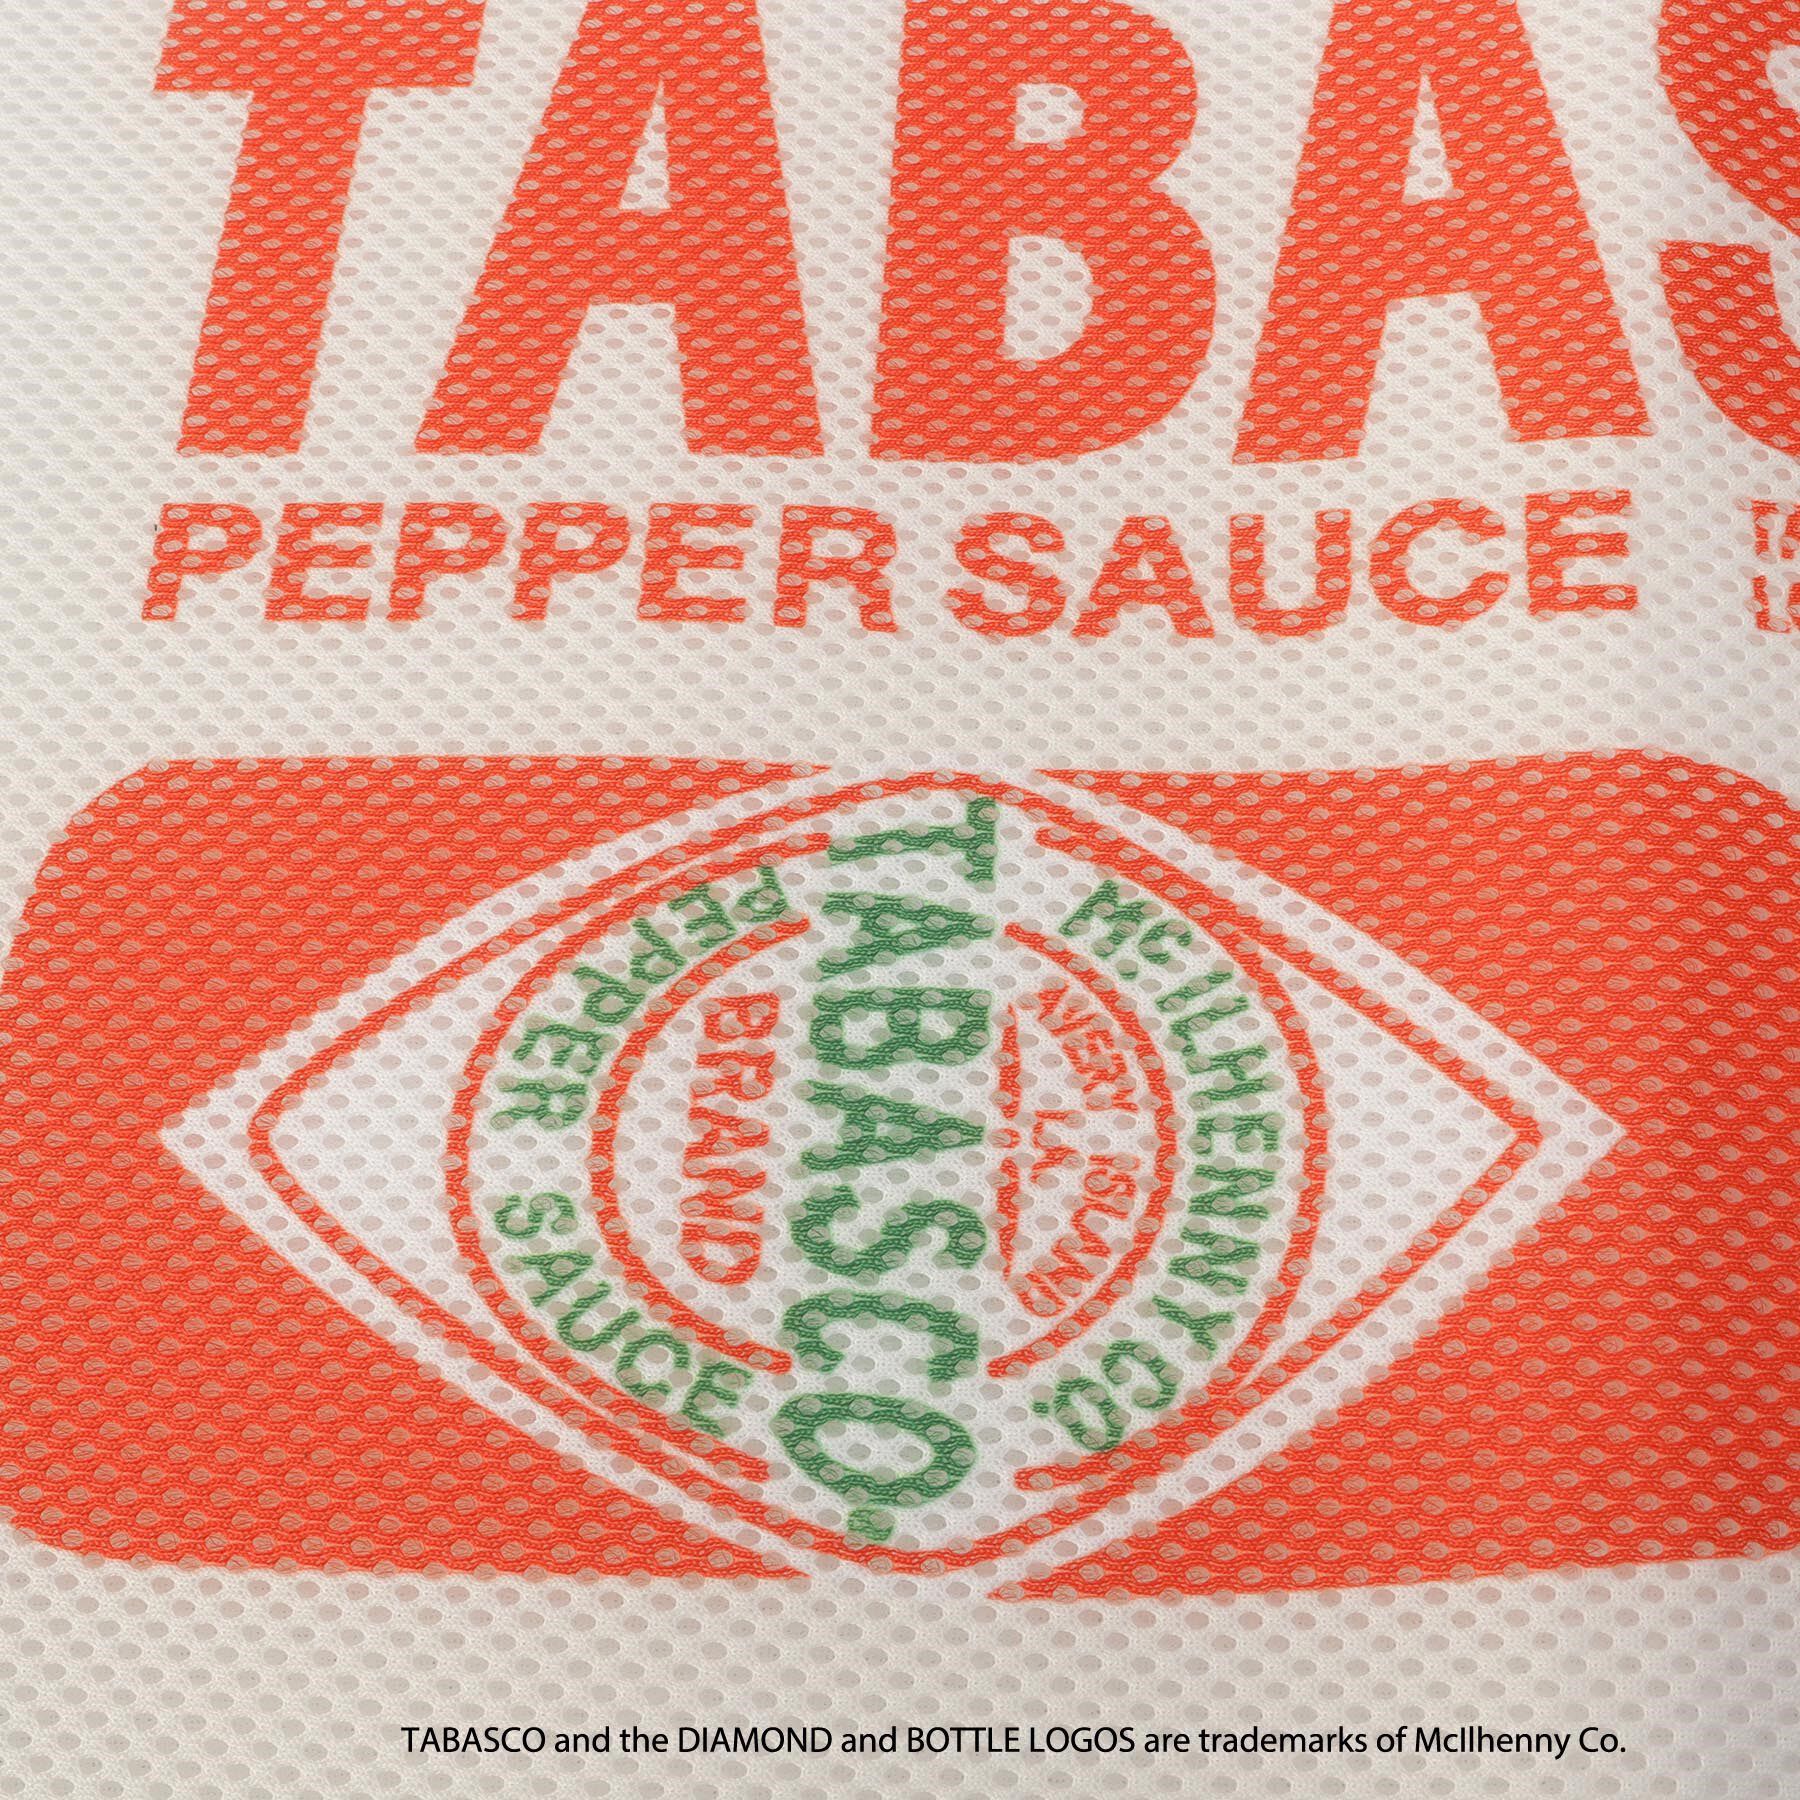 TABAS
PEPPER SAUCE
McILHENNY CO.
AVERY ISLAND
LA.
TABASCO
BRAND
PEPPER SAUCE
TABASCO and the DIAMOND and BOTTLE LOGOS are trademarks of McIlhenny Co.